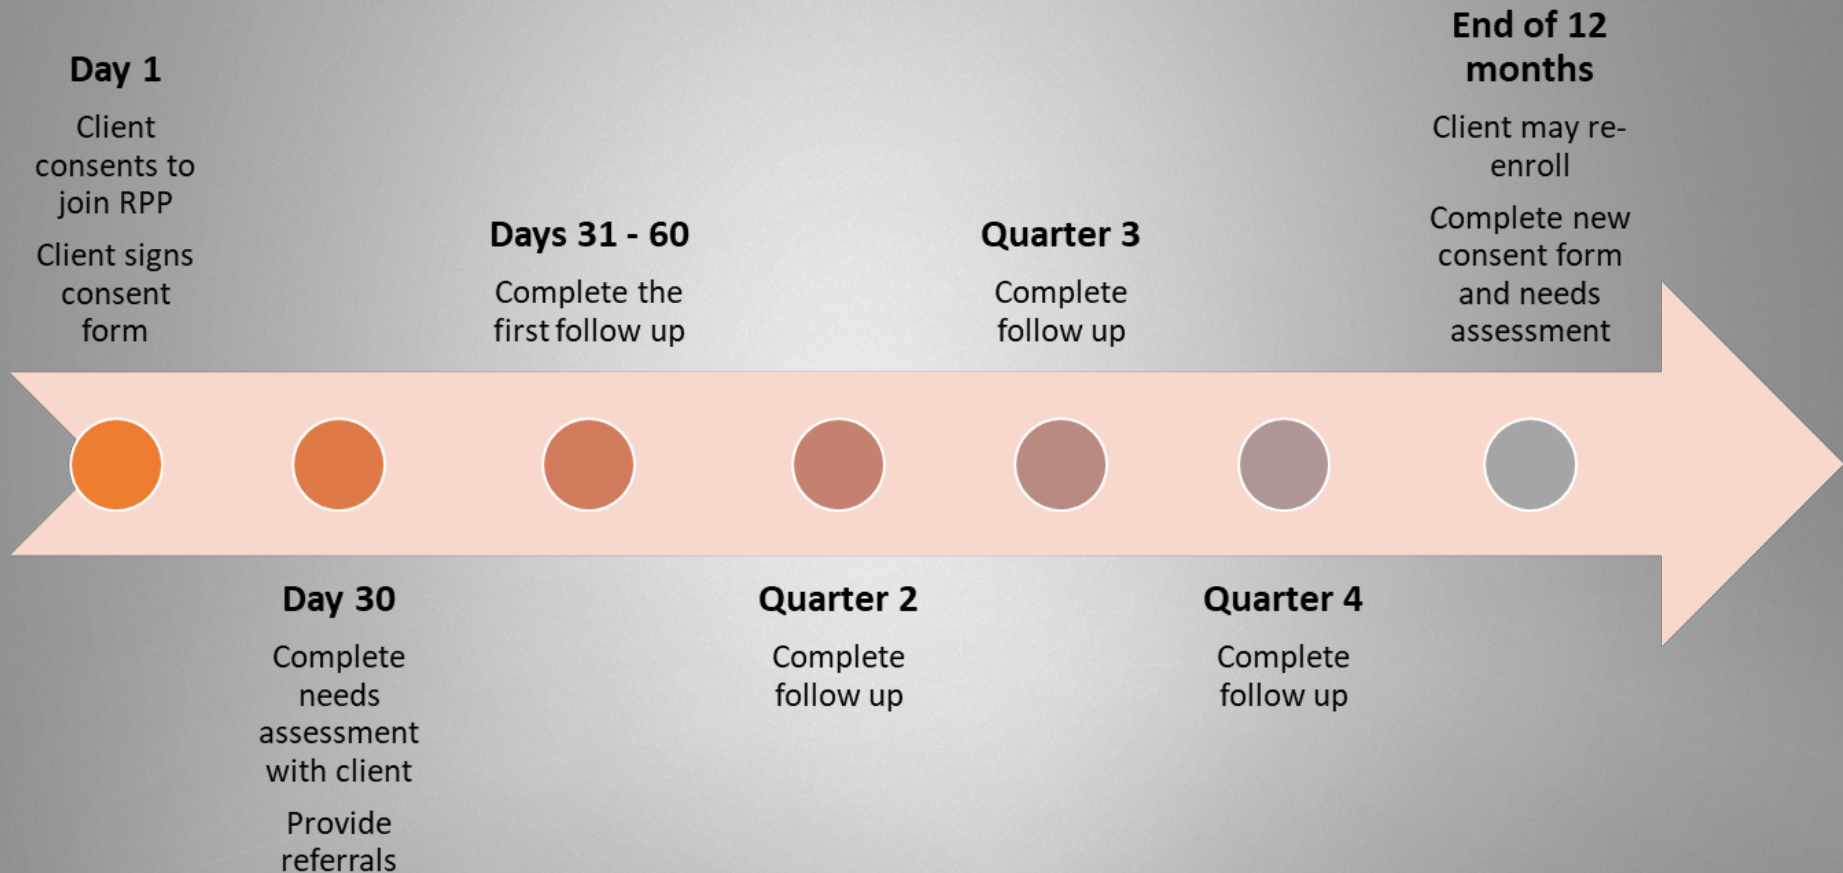 Day 1
Client
consents to
join RPP
Client signs
consent
form
Day 30
Complete
needs
assessment
with client
Provide
referrals
Days 31 - 60
Complete the
first follow up
Quarter 2
Complete
follow up
Quarter 3
Complete
follow up
Quarter 4
Complete
follow up
End of 12
months
Client may re-
enroll
Complete new
consent form
and needs
assessment